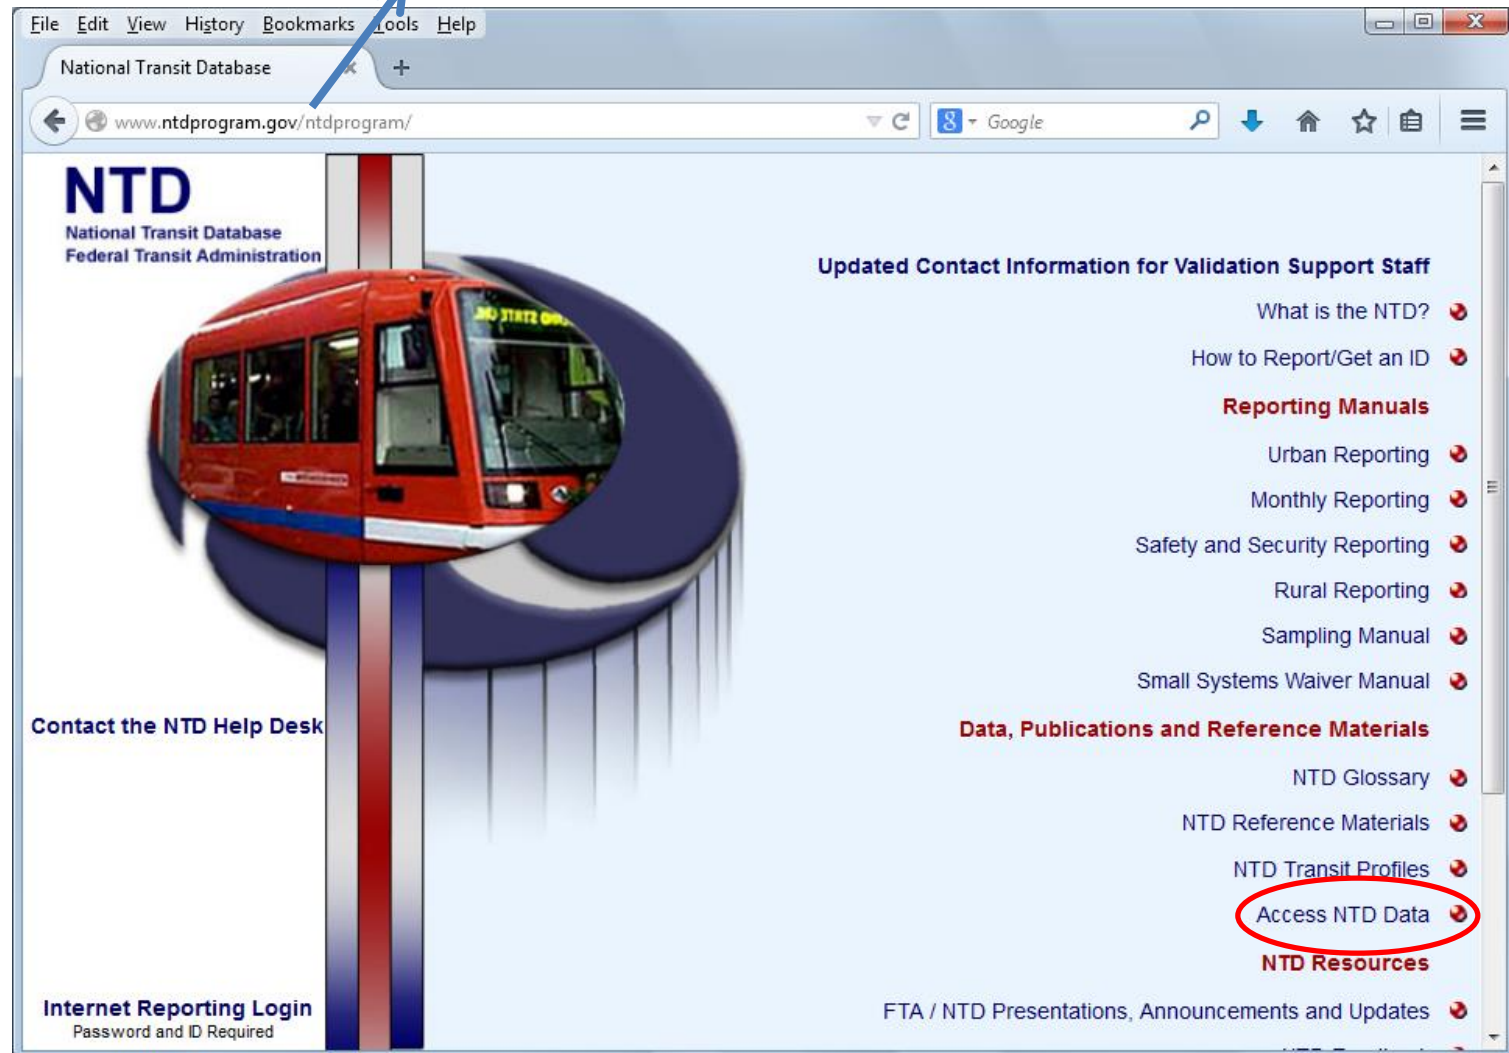 File Edit View History Bookmarks Tools Help
National Transit Database
www.ntdprogram.gov/ntdprogram/
Google
NTD
National Transit Database
Federal Transit Administration
Updated Contact Information for Validation Support Staff
What is the NTD?
How to Report/Get an ID
Reporting Manuals
Urban Reporting
Monthly Reporting
Safety and Security Reporting
Rural Reporting
Sampling Manual
Small Systems Waiver Manual
Contact the NTD Help Desk
Data, Publications and Reference Materials
NTD Glossary
NTD Reference Materials
NTD Transit Profiles
Access NTD Data
NTD Resources
Internet Reporting Login
Password and ID Required
FTA / NTD Presentations, Announcements and Updates